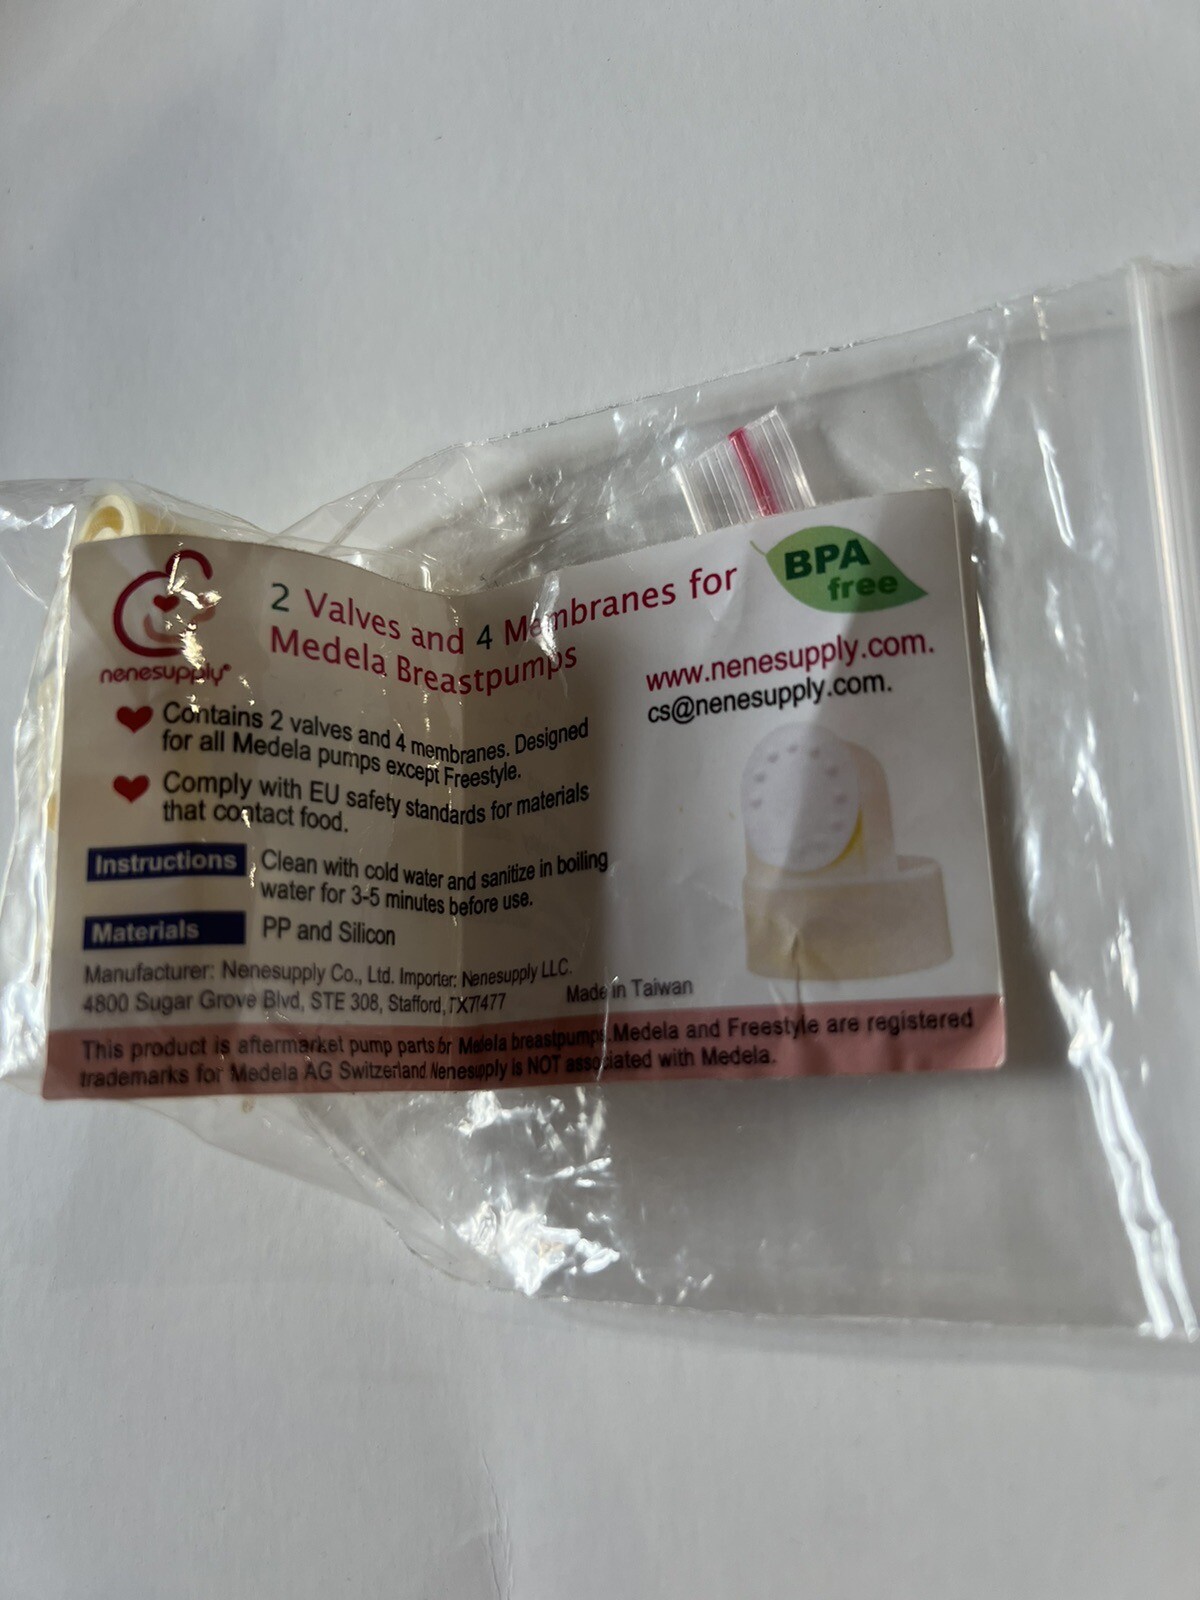 nenesupply®
2 Valves and 4 Membranes for
Medela Breastpumps
BPA
free
www.nenesupply.com.
cs@nenesupply.com.
Contains 2 valves and 4 membranes. Designed
for all Medela pumps except Freestyle.
Comply with EU safety standards for materials
that contact food.
Instructions Clean with cold water and sanitize in boiling
water for 3-5 minutes before use.
Materials PP and Silicon
Manufacturer: Nenesupply Co., Ltd. Importer: Nenesupply LLC.
4800 Sugar Grove Blvd, STE 308, Stafford, TX77477
Made in Taiwan
This product is aftermarket pump parts for Medela breastpumps. Medela and Freestyle are registered
trademarks for Medela AG Switzerland. Nenesupply is NOT associated with Medela.